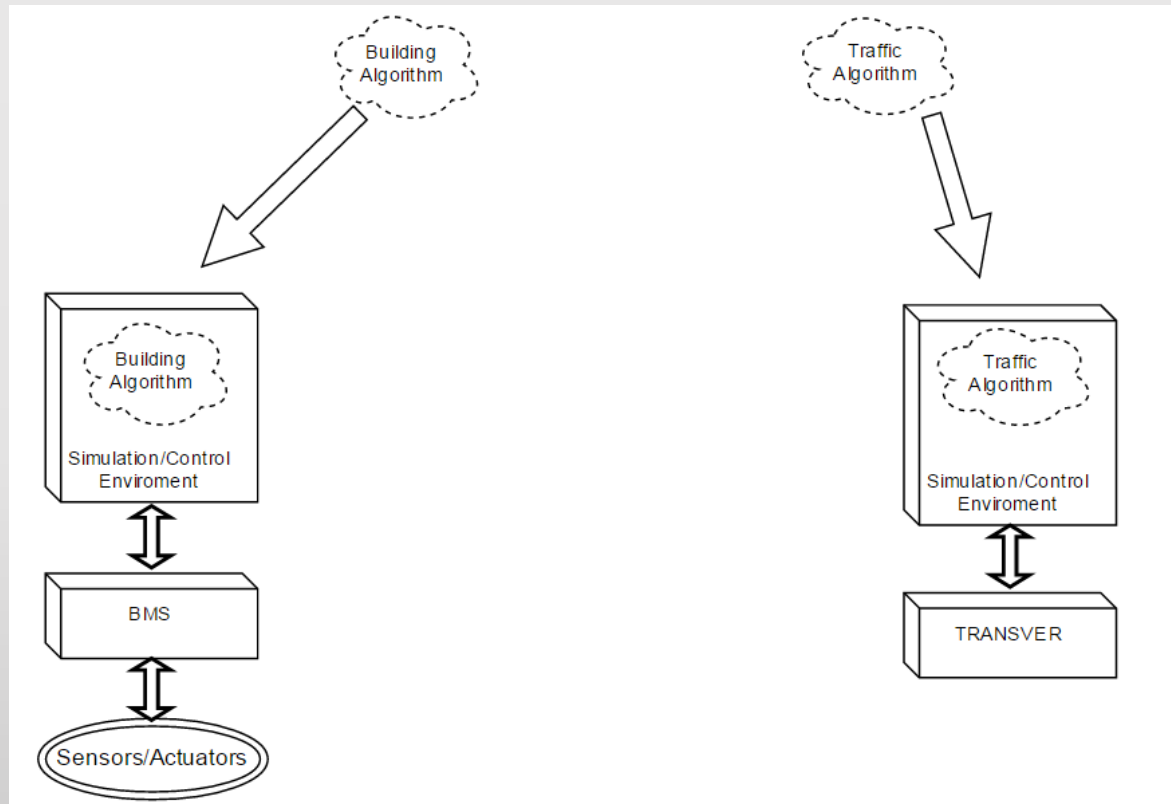 Building
Algorithm
Traffic
Algorithm
Building
Algorithm
Simulation/Control
Enviroment
BMS
Sensors/Actuators
Traffic
Algorithm
Simulation/Control
Enviroment
TRANSVER